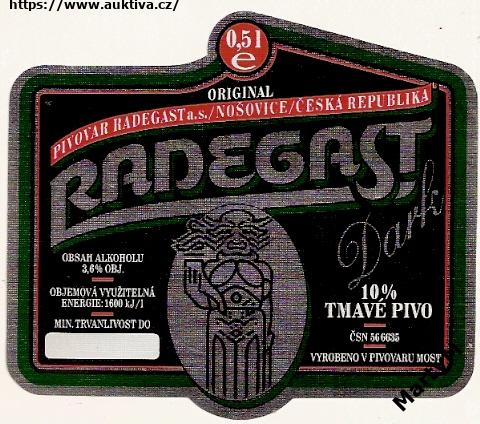 https://www.auktiva.cz/
0,5 l
e
ORIGINAL
PIVOVAR RADEGAST a.s./NOŠOVICE/ČESKÁ REPUBLIKA
RADEGAST
Dark
OBSAH ALKOHOLU
3,6% OBJ.
OBJEMOVÁ VYUŽITELNÁ
ENERGIE: 1600 kJ/l
MIN. TRVANLIVOST DO
10%
TMAVÉ PIVO
ČSN 56 6635
VYROBENO V PIVOVARU MOST